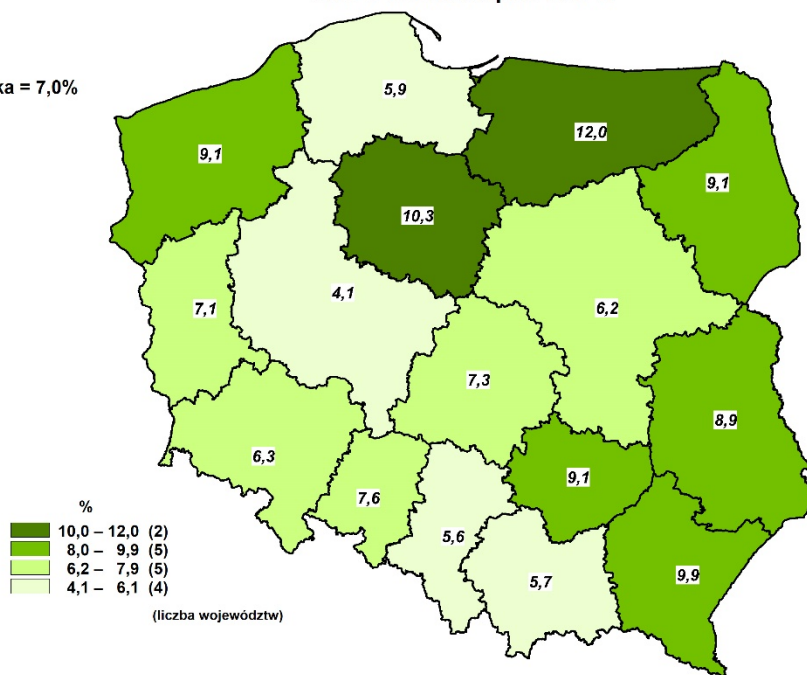 ka = 7,0%
5,9
12,0
9,1
9,1
10,3
4,1
7,1
6,2
7,3
8,9
6,3
9,1
7,6
5,6
5,7
9,9
%
10,0 – 12,0 (2)
8,0 – 9,9 (5)
6,2 – 7,9 (5)
4,1 – 6,1 (4)
(liczba województw)